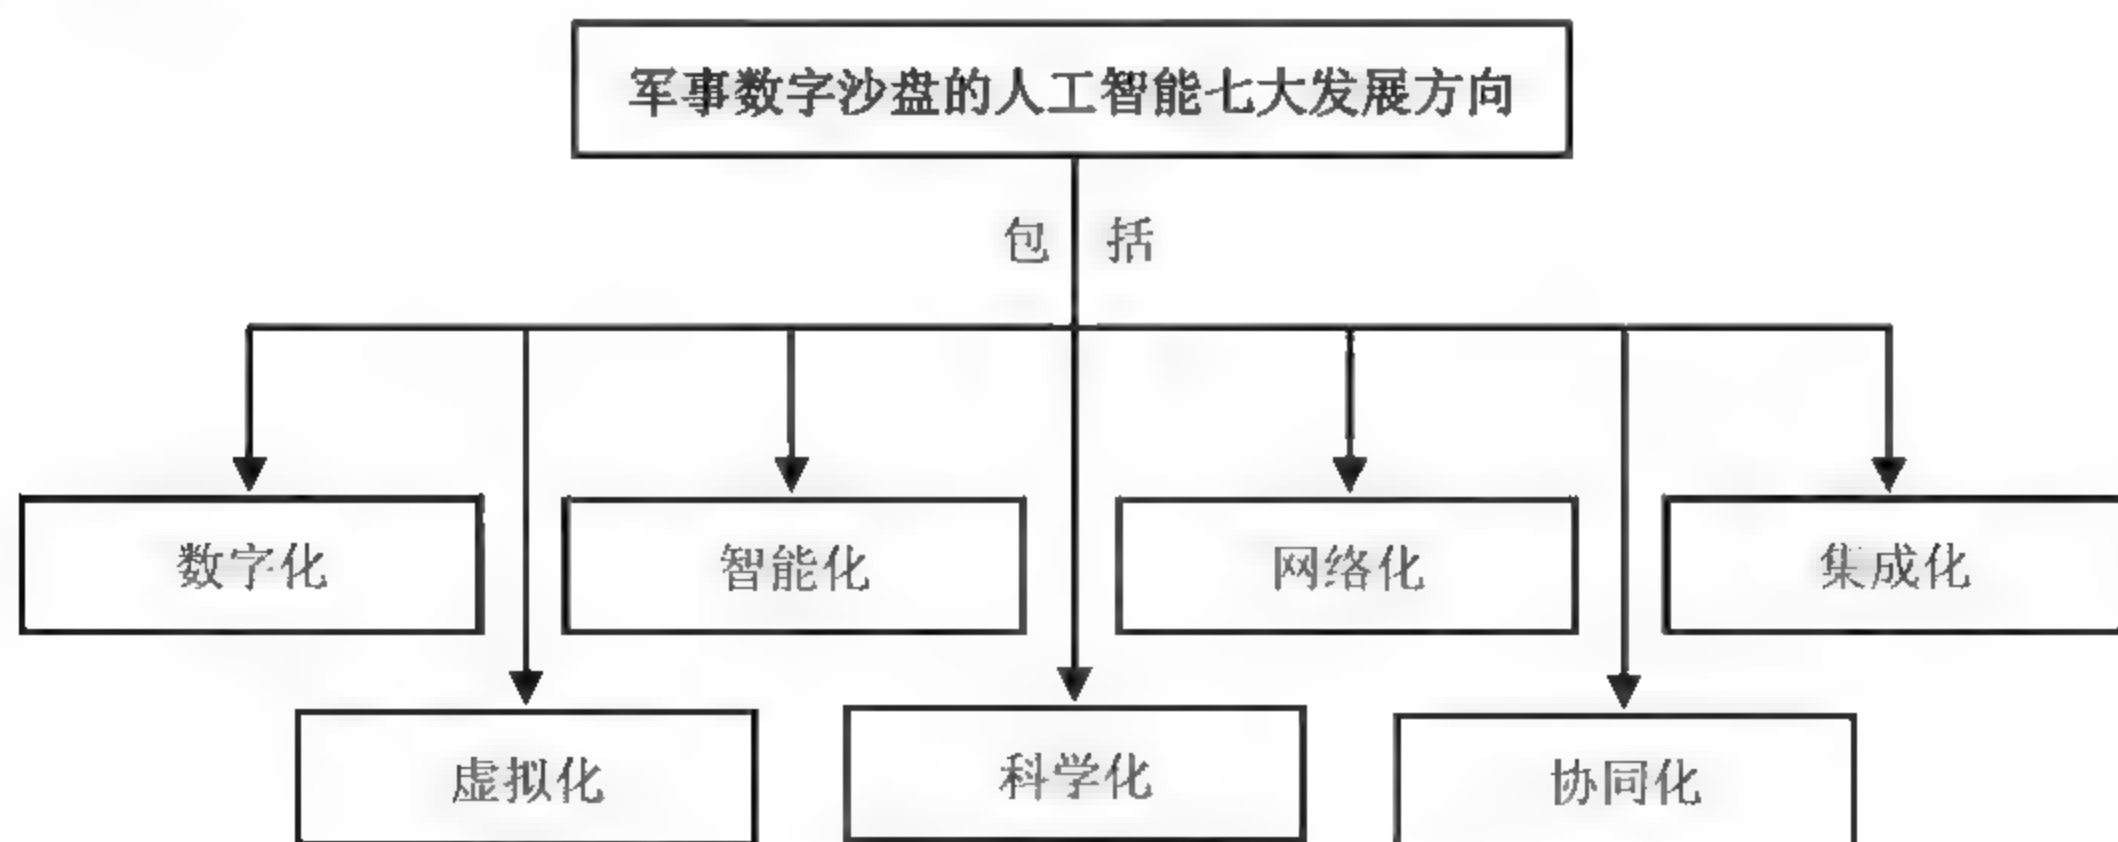 军事数字沙盘的人工智能七大发展方向
包括
数字化
智能化
网络化
集成化
虚拟化
科学化
协同化